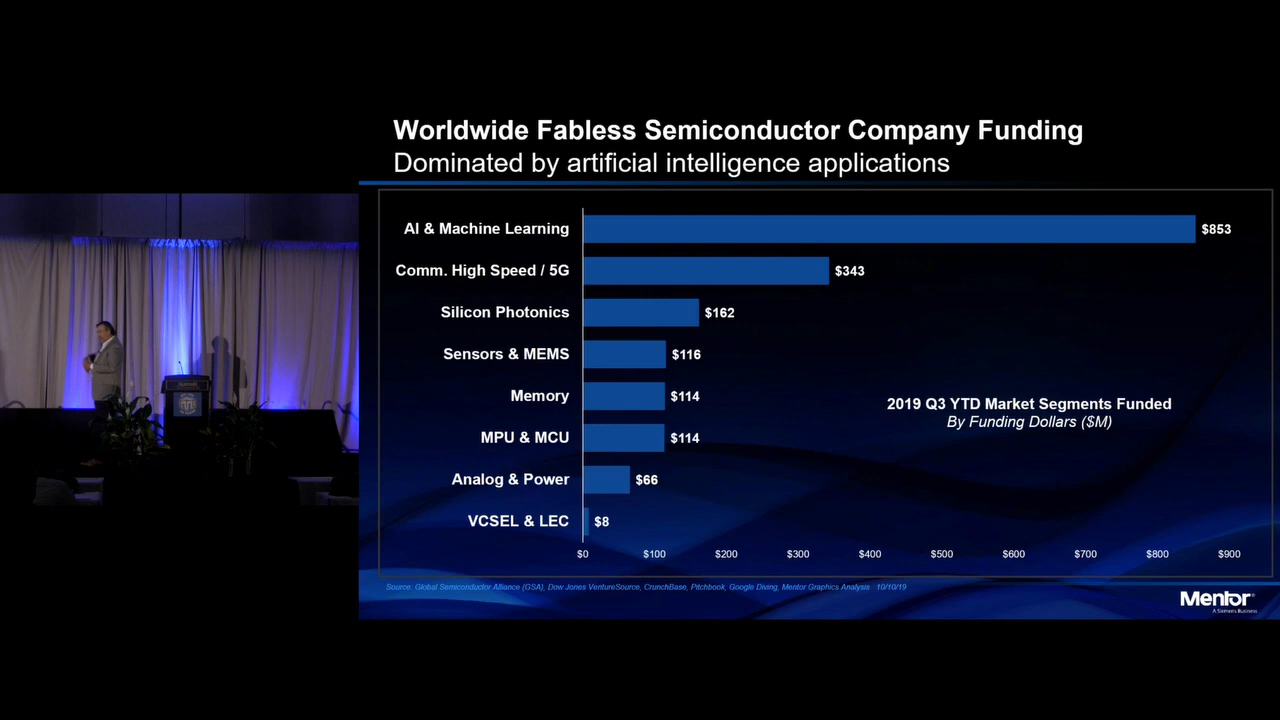 Worldwide Fabless Semiconductor Company Funding
Dominated by artificial intelligence applications
AI & Machine Learning $853
Comm. High Speed / 5G $343
Silicon Photonics $162
Sensors & MEMS $116
Memory $114
MPU & MCU $114
Analog & Power $66
VCSEL & LEC $8
2019 Q3 YTD Market Segments Funded
By Funding Dollars ($M)
$0 $100 $200 $300 $400 $500 $600 $700 $800 $900
Source: Global Semiconductor Alliance (GSA), Dow Jones VentureSource, CrunchBase, Pitchbook, Google Diving, Mentor Graphics Analysis 10/10/19
Mentor®
A Siemens Business